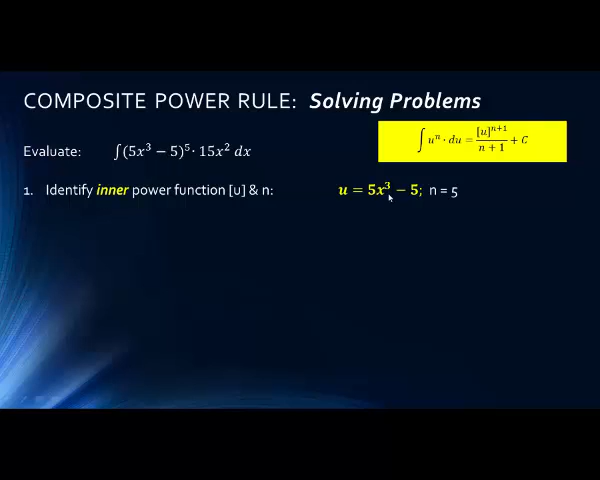 COMPOSITE POWER RULE: Solving Problems
∫ uⁿ · du = [u]ⁿ⁺¹ / n + 1 + C
Evaluate: ∫(5x³ − 5)⁵· 15x² dx
1. Identify inner power function [u] & n: u = 5x³ − 5; n = 5